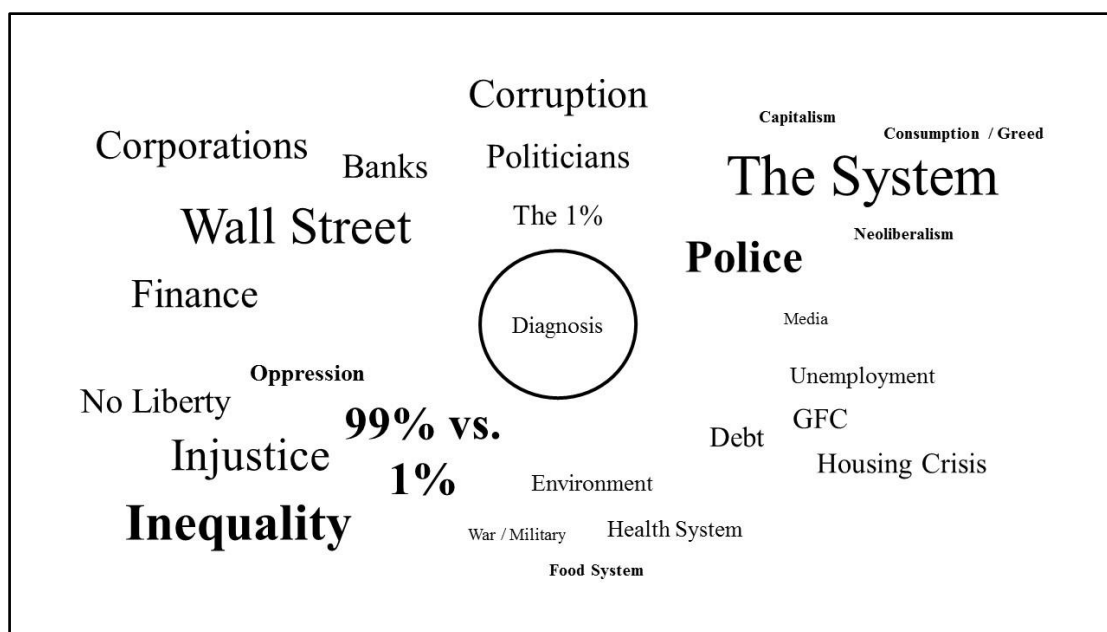 Corruption
Capitalism
Consumption / Greed
Corporations
Banks
Politicians
The System
The 1%
Wall Street
Neoliberalism
Police
Finance
Diagnosis
Media
Oppression
Unemployment
No Liberty
99% vs.
1%
GFC
Debt
Injustice
Housing Crisis
Environment
Inequality
War / Military
Health System
Food System